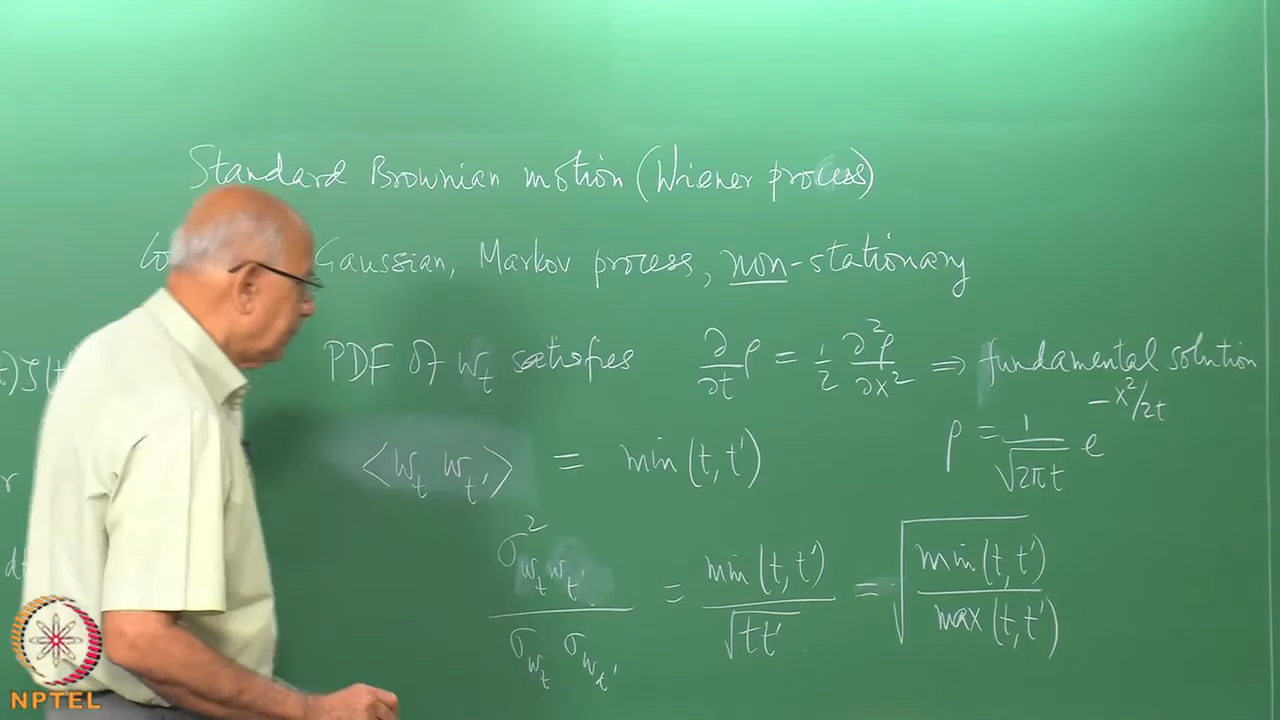 Standard Brownian motion (Wiener process)
Gaussian, Markov process, non-stationary
PDF of w_t satisfies ∂/∂t ρ = 1/2 ∂²ρ/∂x² ⇒ fundamental solution
ρ = 1/√(2πt) e^(-x²/2t)
⟨w_t w_t'⟩ = min(t, t')
σ²_{w_t w_t'} / (σ_{w_t} σ_{w_t'}) = min(t, t') / √(tt') = √(min(t, t') / max(t, t'))
NPTEL